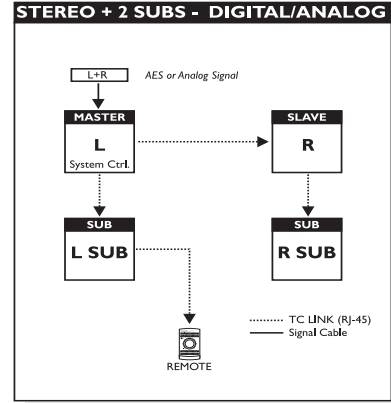 STEREO + 2 SUBS - DIGITAL/ANALOG
L+R
AES or Analog Signal
MASTER
L
System Ctrl.
SLAVE
R
SUB
L SUB
SUB
R SUB
REMOTE
TC LINK (RJ-45)
Signal Cable